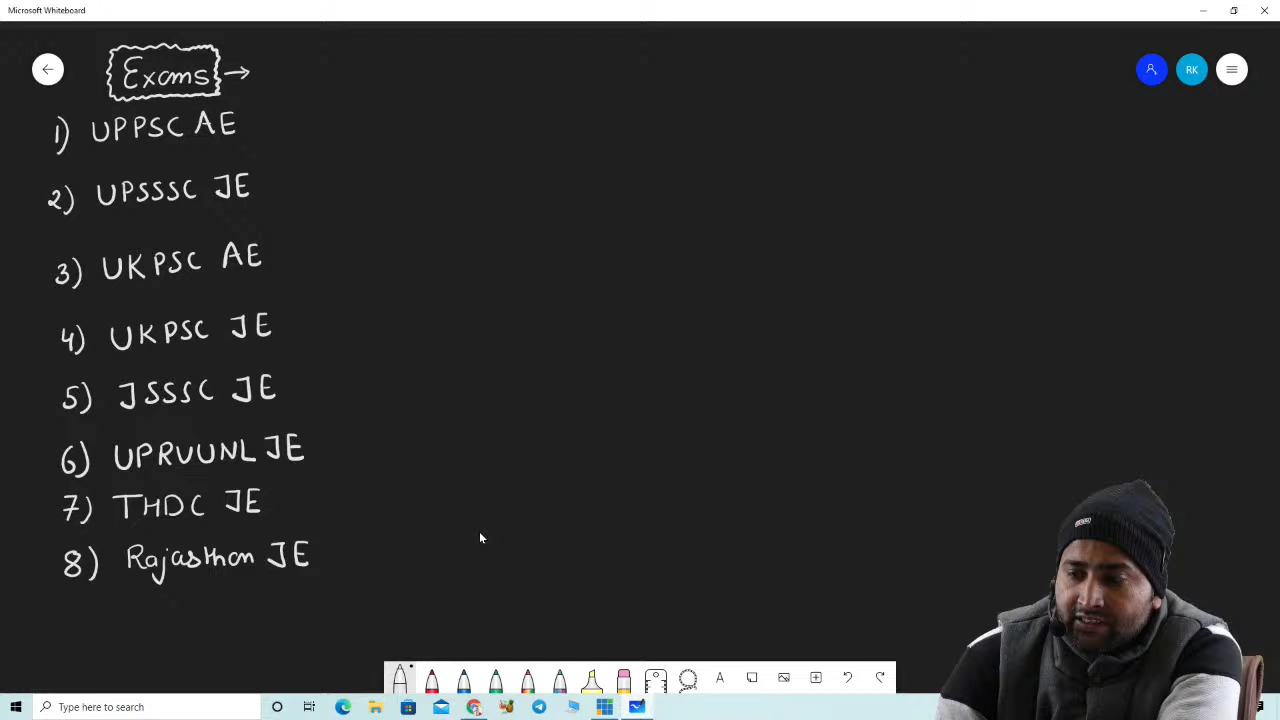 Microsoft Whiteboard
Exams →
RK
1) UPPSC AE
2) UPSSSC JE
3) UKPSC AE
4) UKPSC JE
5) JSSSC JE
6) UPRVUNL JE
7) THDC JE
8) Rajasthan JE
A
Type here to search